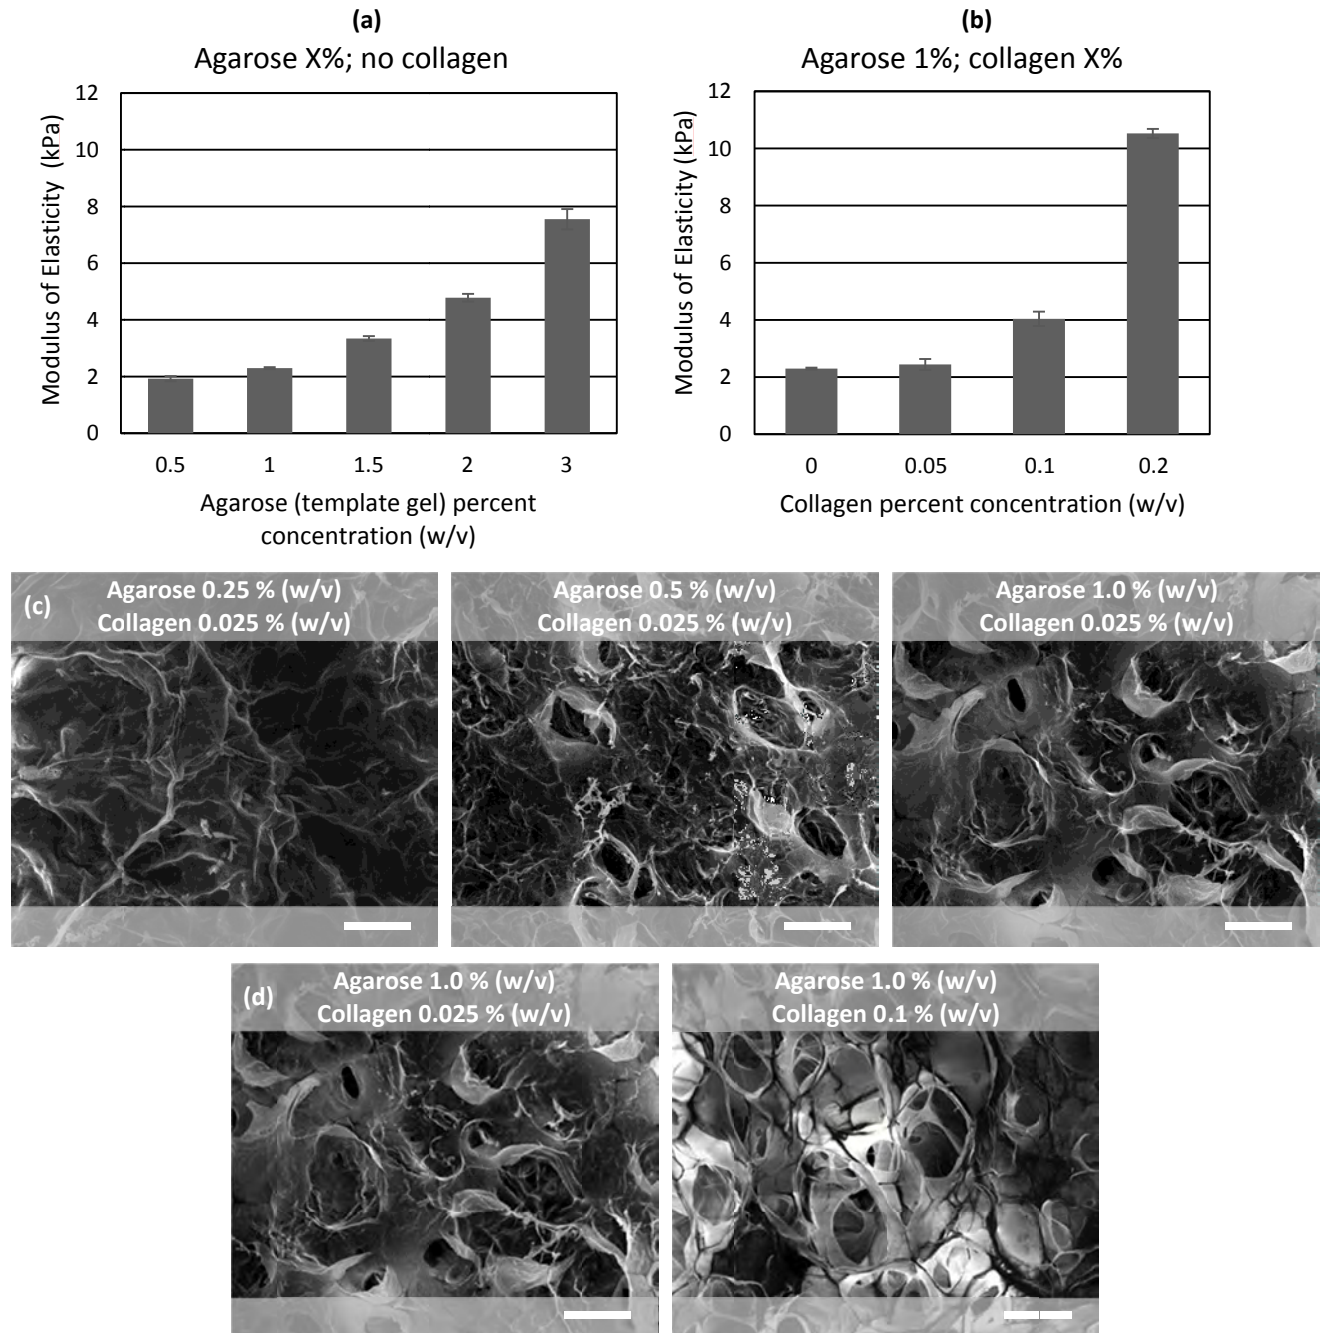 (a)
Agarose X%; no collagen
Modulus of Elasticity (kPa)
12
10
8
6
4
2
0
0.5 1 1.5 2 3
Agarose (template gel) percent
concentration (w/v)
(b)
Agarose 1%; collagen X%
Modulus of Elasticity (kPa)
12
10
8
6
4
2
0
0 0.05 0.1 0.2
Collagen percent concentration (w/v)
(c)
Agarose 0.25 % (w/v)
Collagen 0.025 % (w/v)
Agarose 0.5 % (w/v)
Collagen 0.025 % (w/v)
Agarose 1.0 % (w/v)
Collagen 0.025 % (w/v)
(d)
Agarose 1.0 % (w/v)
Collagen 0.025 % (w/v)
Agarose 1.0 % (w/v)
Collagen 0.1 % (w/v)